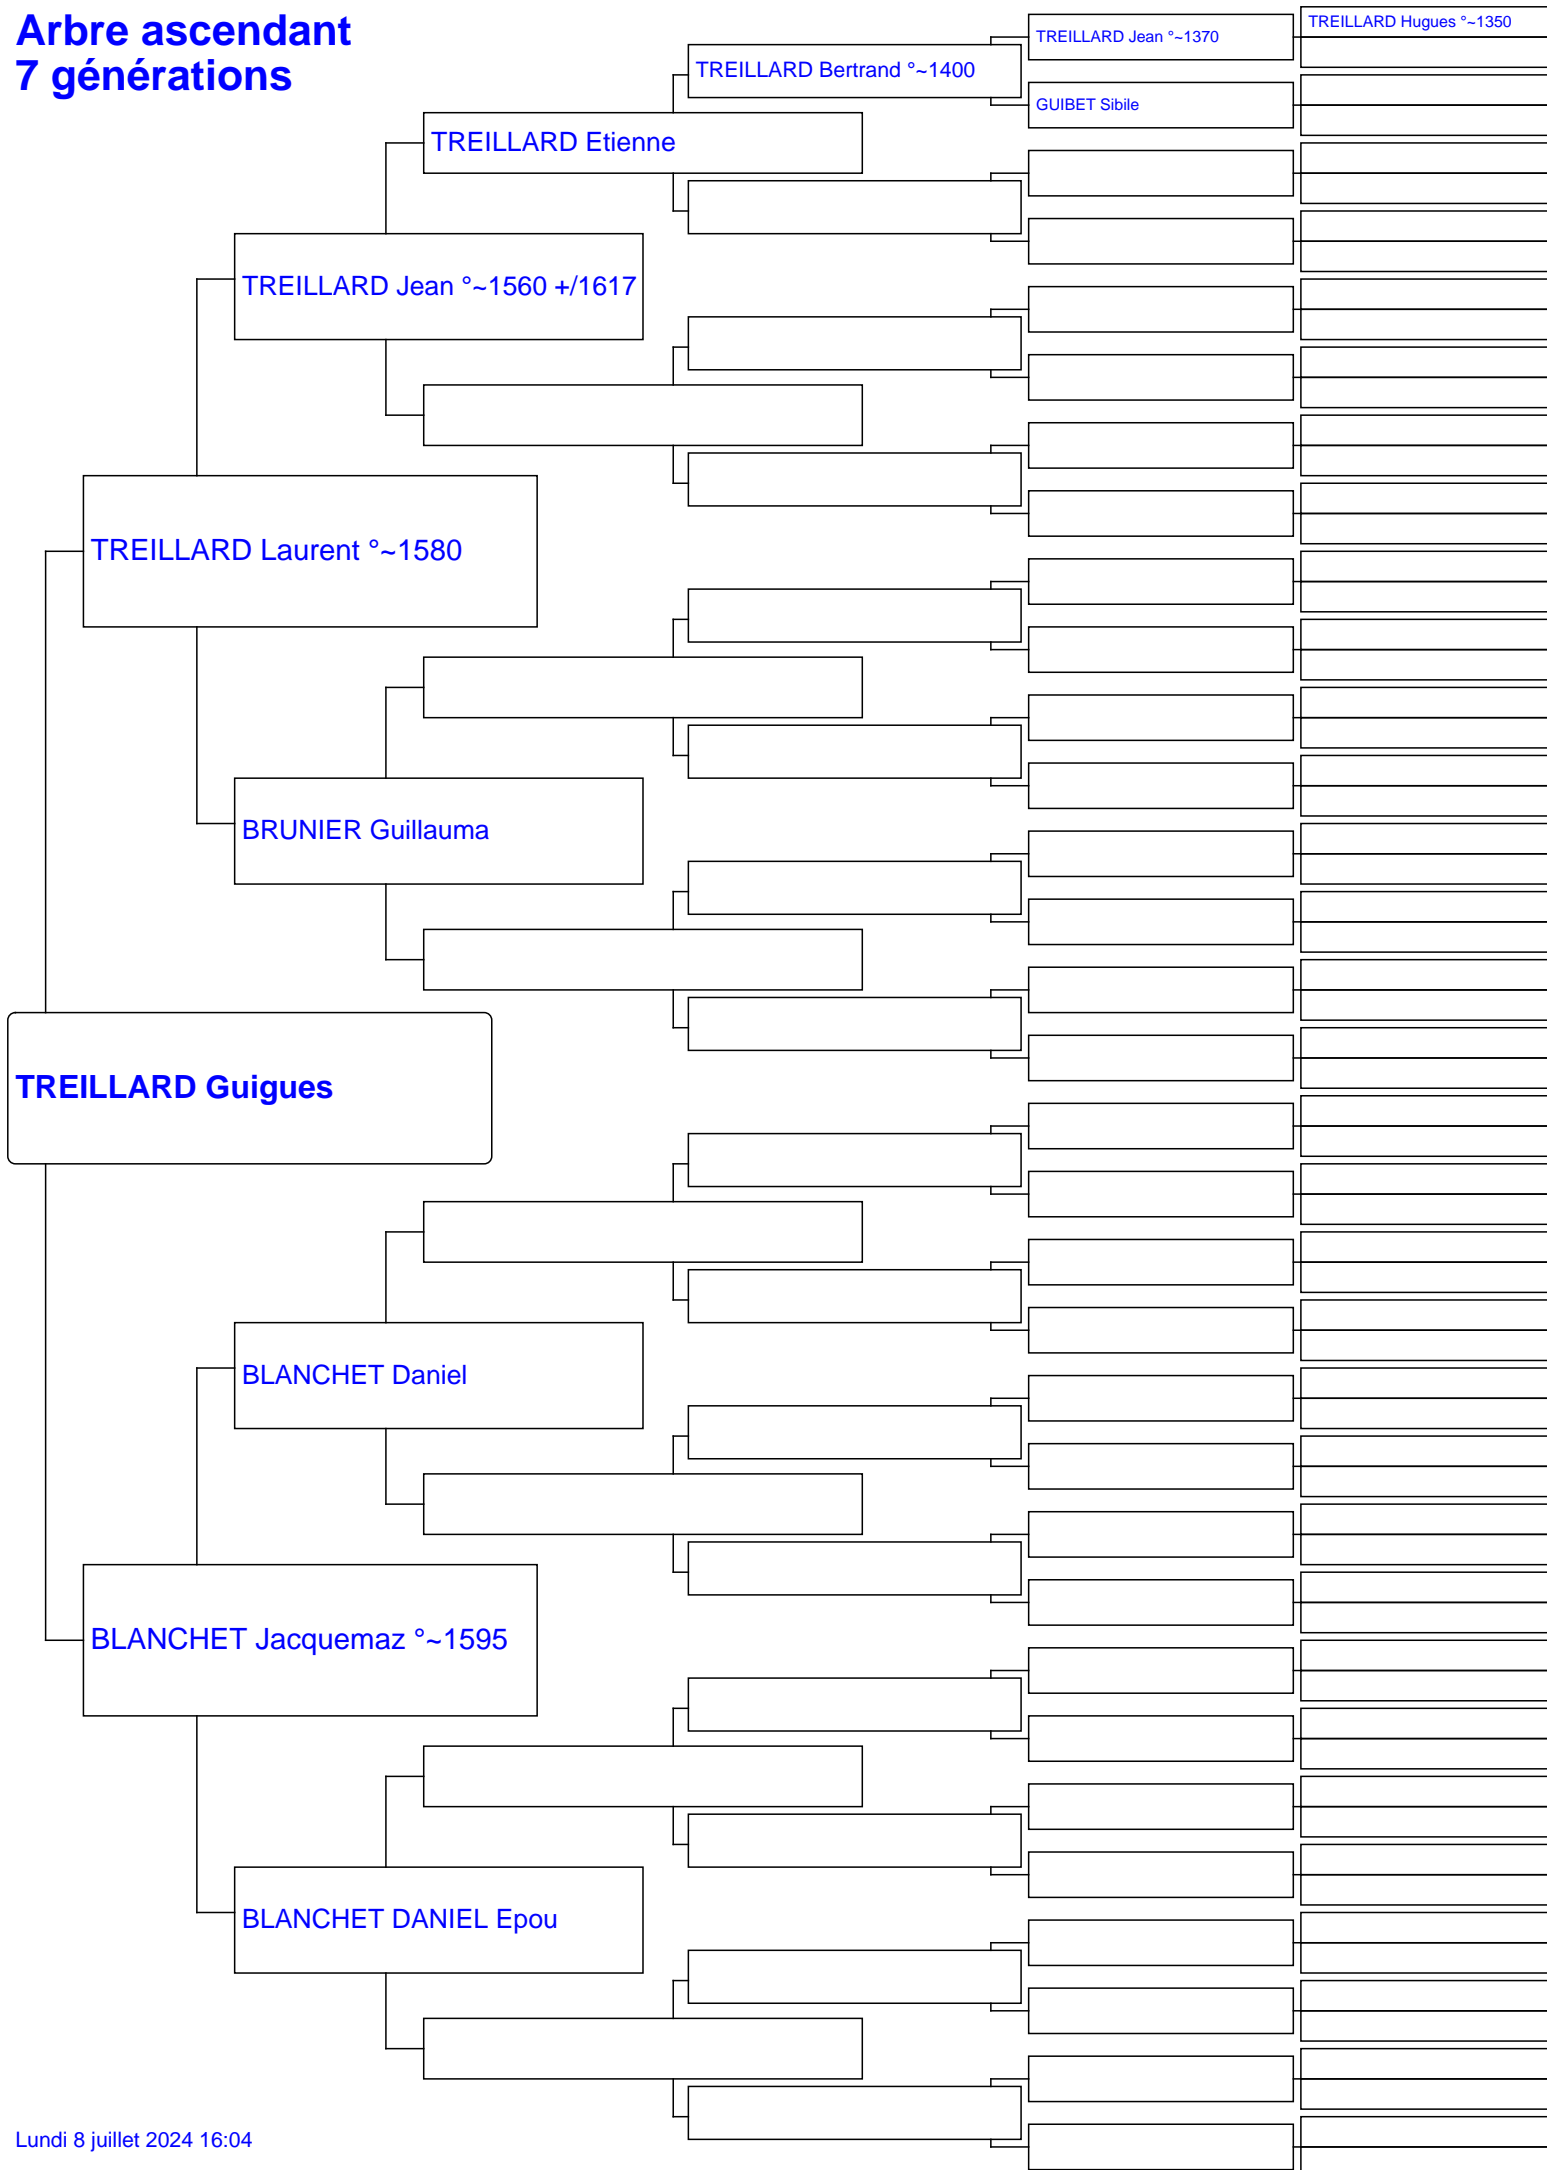 Arbre ascendant
7 générations
TREILLARD Hugues °~1350
TREILLARD Jean °~1370
TREILLARD Bertrand °~1400
GUIBET Sibile
TREILLARD Etienne
TREILLARD Jean °~1560 +/1617
TREILLARD Laurent °~1580
BRUNIER Guillauma
TREILLARD Guigues
BLANCHET Daniel
BLANCHET Jacquemaz °~1595
BLANCHET DANIEL Epou
Lundi 8 juillet 2024 16:04